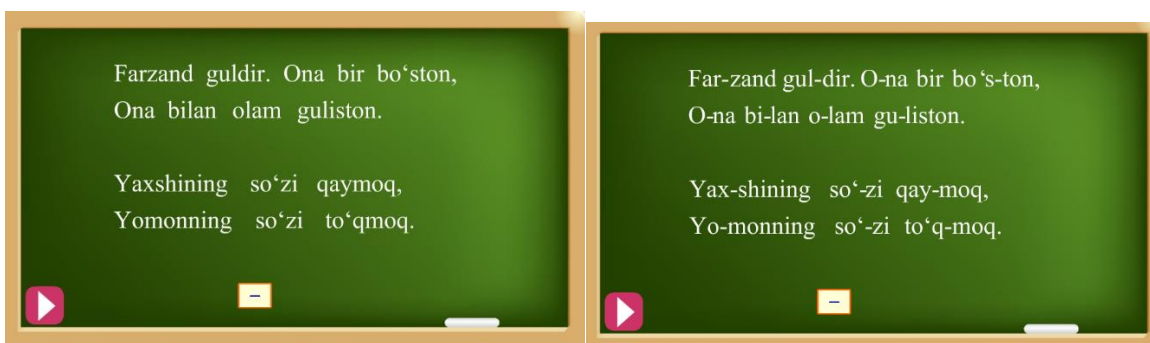 Farzand guldir. Ona bir bo‘ston,
Ona bilan olam guliston.
Yaxshining so‘zi qaymoq,
Yomonning so‘zi to‘qmoq.
–
Far-zand gul-dir. O-na bir bo‘s-ton,
O-na bi-lan o-lam gu-liston.
Yax-shining so‘-zi qay-moq,
Yo-monning so‘-zi to‘q-moq.
–